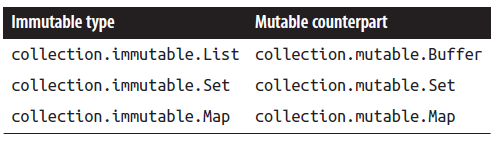 Immutable type Mutable counterpart
collection.immutable.List collection.mutable.Buffer
collection.immutable.Set collection.mutable.Set
collection.immutable.Map collection.mutable.Map